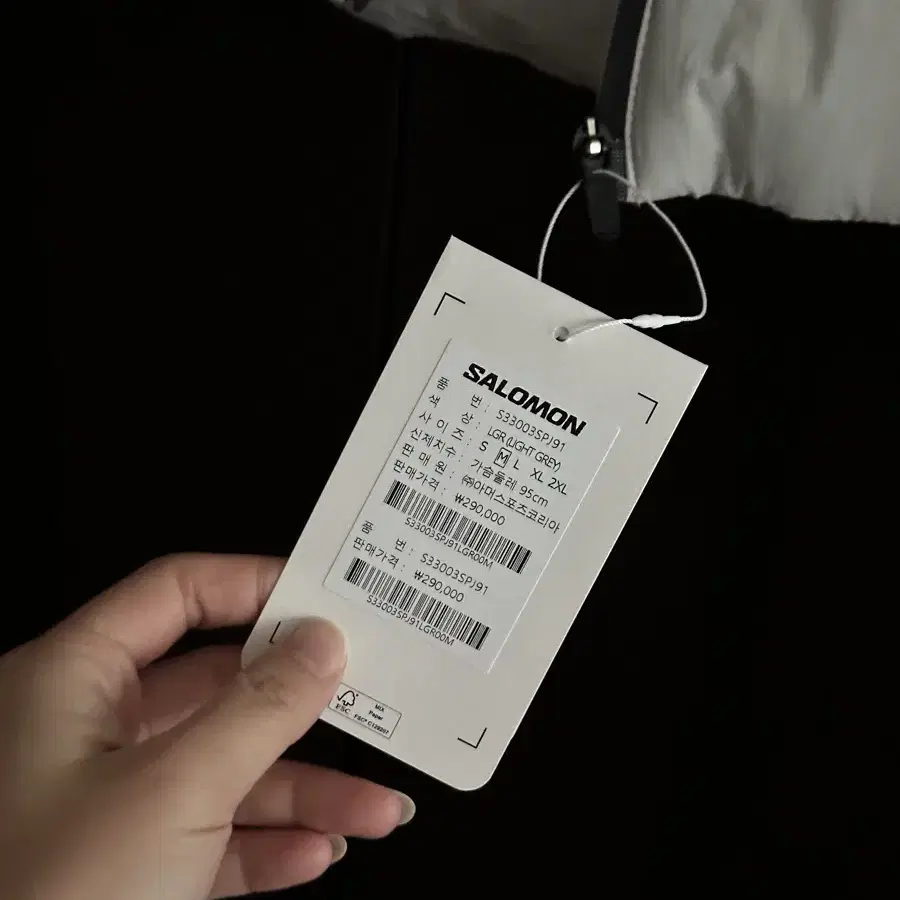 SALOMON
품 번 : S33003SPJ91
색 상 : LGR (LIGHT GREY)
사 이 즈 : S M L XL 2XL
신체치수 : 가슴둘레 95cm
판 매 원 : ㈜아머스포츠코리아
판매가격 : ₩290,000
S33003SPJ91LGR00M
품 번 : S33003SPJ91
판매가격 : ₩290,000
S33003SPJ91LGR00M
FSC
MIX
Paper
FSC® C128207